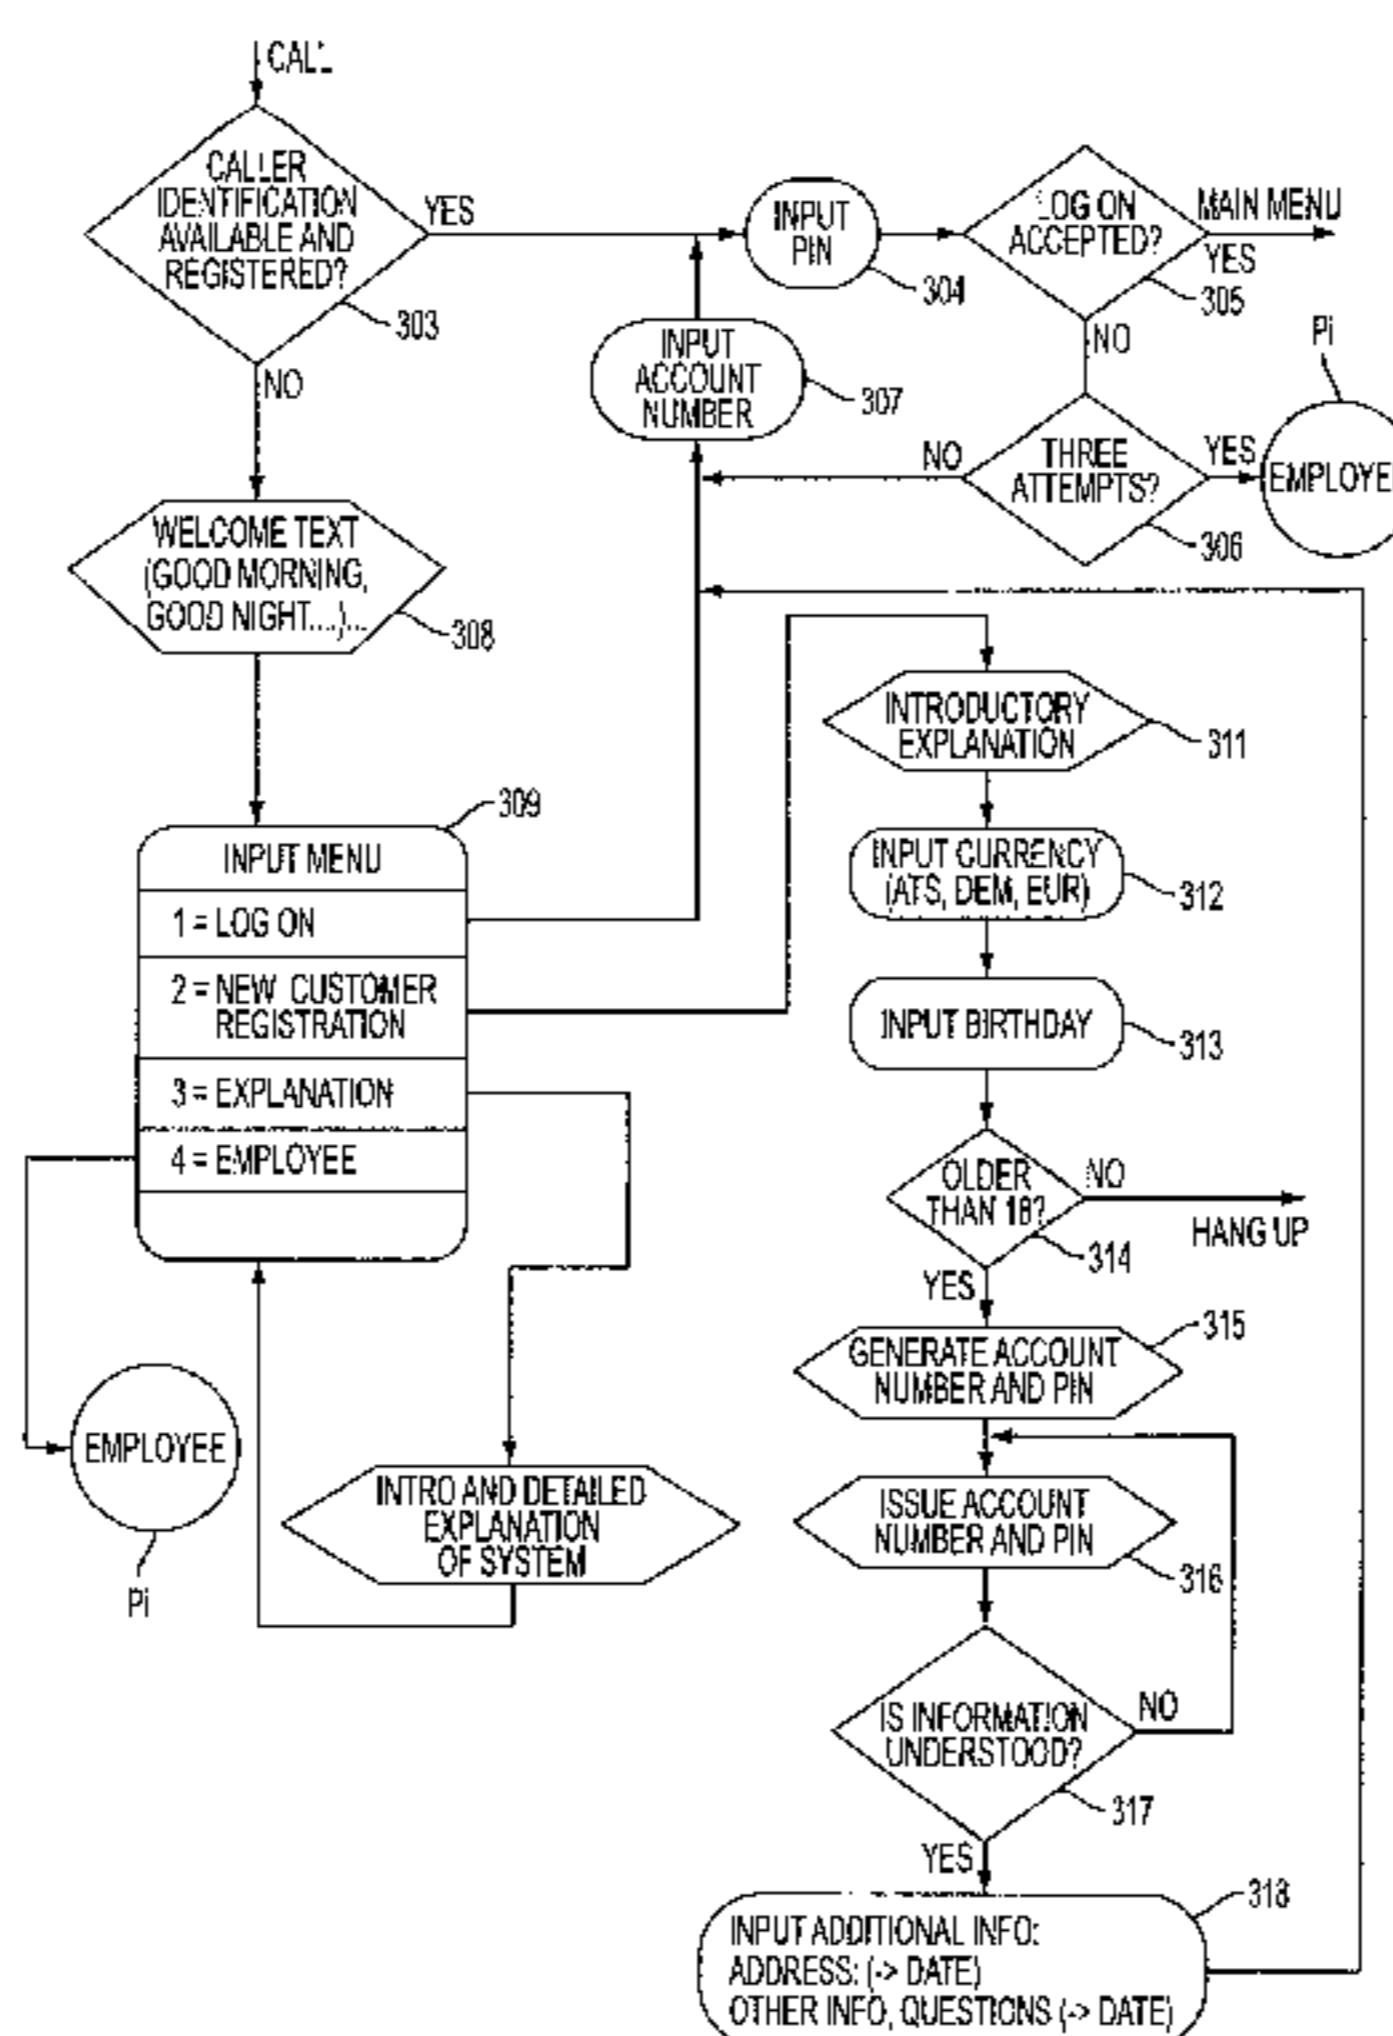 CALL
CALLER
IDENTIFICATION
AVAILABLE AND
REGISTERED?
YES
303
NO
INPUT
PIN
304
LOG ON
ACCEPTED?
MAIN MENU
YES
305
NO
Pi
INPUT
ACCOUNT
NUMBER
307
NO
THREE
ATTEMPTS?
YES
306
EMPLOYE
WELCOME TEXT
(GOOD MORNING,
GOOD NIGHT....)...
308
INTRODUCTORY
EXPLANATION
311
309
INPUT MENU
1 = LOG ON
2 = NEW CUSTOMER
REGISTRATION
3 = EXPLANATION
4 = EMPLOYEE
INPUT CURRENCY
(ATS, DEM, EUR)
312
INPUT BIRTHDAY
313
OLDER
THAN 18?
NO
HANG UP
314
YES
315
GENERATE ACCOUNT
NUMBER AND PIN
EMPLOYEE
Pi
INTRO AND DETAILED
EXPLANATION
OF SYSTEM
ISSUE ACCOUNT
NUMBER AND PIN
316
IS INFORMATION
UNDERSTOOD?
NO
317
YES
318
INPUT ADDITIONAL INFO:
ADDRESS: (-> DATE)
OTHER INFO, QUESTIONS (-> DATE)